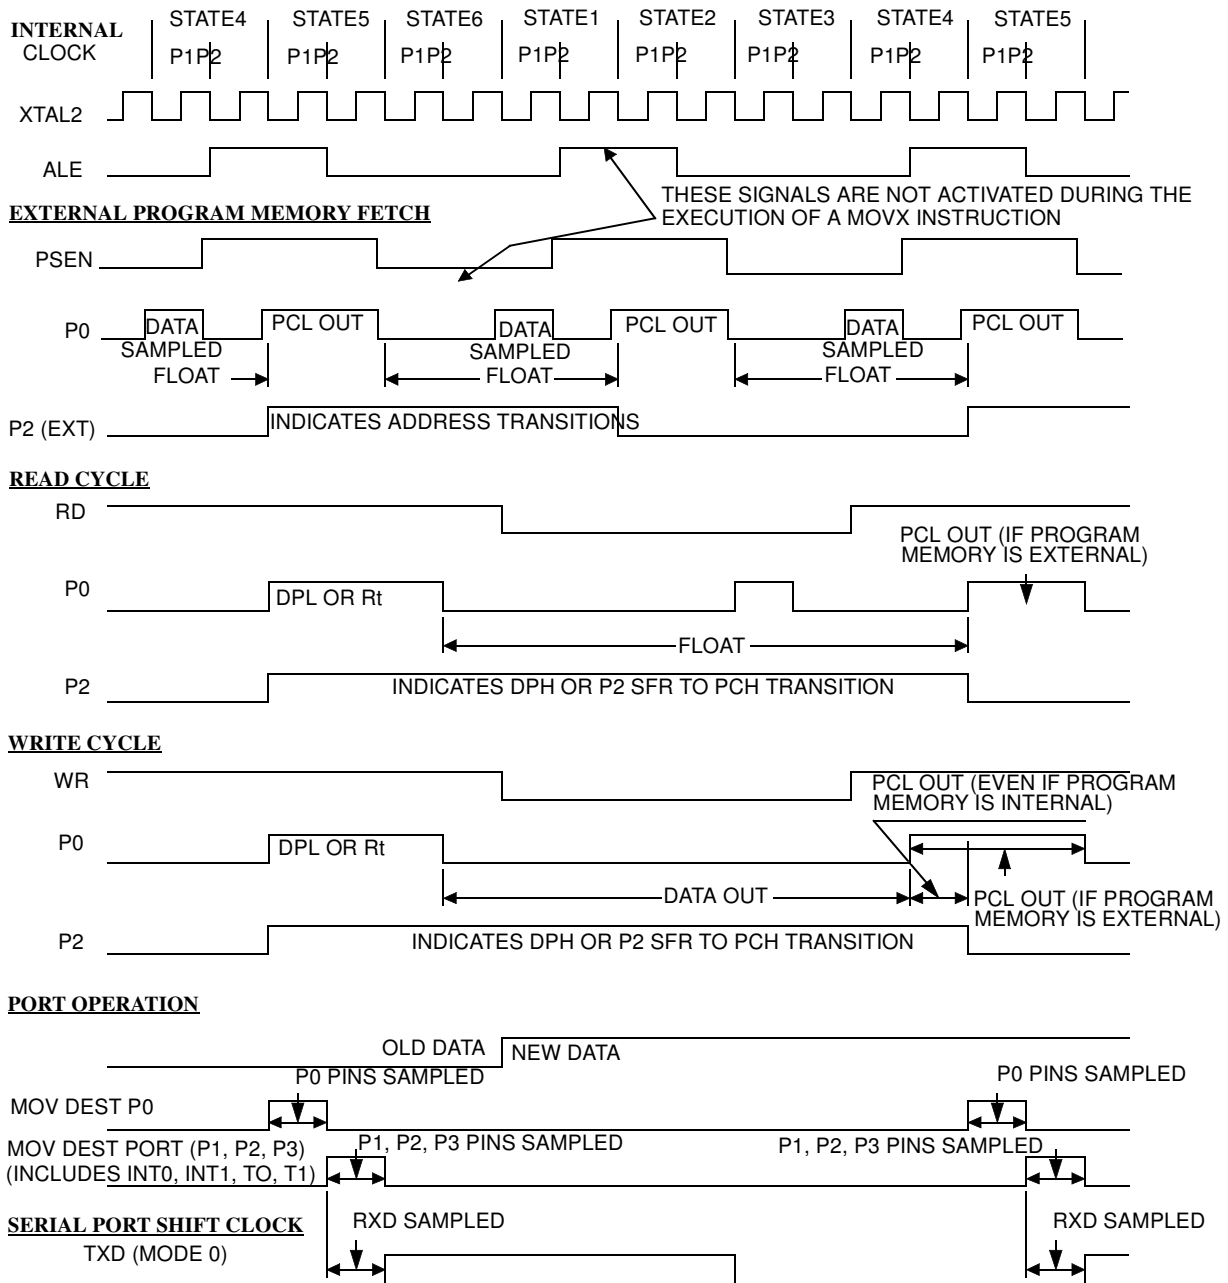 INTERNAL
CLOCK
STATE4 STATE5 STATE6 STATE1 STATE2 STATE3 STATE4 STATE5
P1P2 P1P2 P1P2 P1P2 P1P2 P1P2 P1P2 P1P2
XTAL2
ALE
THESE SIGNALS ARE NOT ACTIVATED DURING THE
EXECUTION OF A MOVX INSTRUCTION
EXTERNAL PROGRAM MEMORY FETCH
PSEN
P0 DATA PCL OUT DATA PCL OUT DATA PCL OUT
SAMPLED SAMPLED SAMPLED
FLOAT FLOAT FLOAT
P2 (EXT) INDICATES ADDRESS TRANSITIONS
READ CYCLE
RD
PCL OUT (IF PROGRAM
MEMORY IS EXTERNAL)
P0 DPL OR Rt
FLOAT
P2 INDICATES DPH OR P2 SFR TO PCH TRANSITION
WRITE CYCLE
WR
PCL OUT (EVEN IF PROGRAM
MEMORY IS INTERNAL)
P0 DPL OR Rt
DATA OUT
PCL OUT (IF PROGRAM
MEMORY IS EXTERNAL)
P2 INDICATES DPH OR P2 SFR TO PCH TRANSITION
PORT OPERATION
OLD DATA NEW DATA
P0 PINS SAMPLED P0 PINS SAMPLED
MOV DEST P0
MOV DEST PORT (P1, P2, P3) P1, P2, P3 PINS SAMPLED P1, P2, P3 PINS SAMPLED
(INCLUDES INT0, INT1, TO, T1)
SERIAL PORT SHIFT CLOCK RXD SAMPLED RXD SAMPLED
TXD (MODE 0)